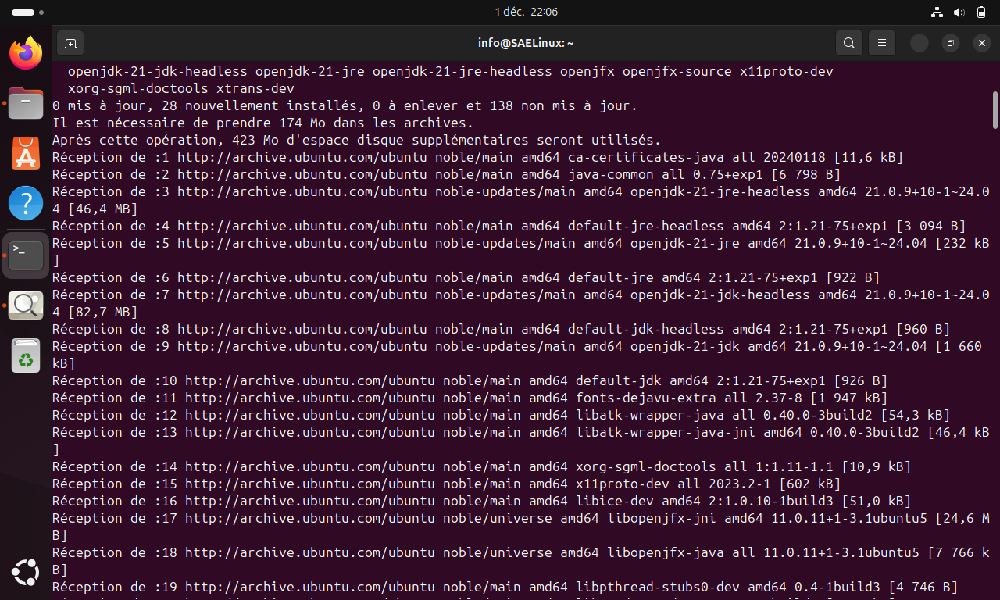 1 déc. 22:06
info@SAELinux: ~
openjdk-21-jdk-headless openjdk-21-jre openjdk-21-jre-headless openjfx openjfx-source x11proto-dev
xorg-sgml-doctools xtrans-dev
0 mis à jour, 28 nouvellement installés, 0 à enlever et 138 non mis à jour.
Il est nécessaire de prendre 174 Mo dans les archives.
Après cette opération, 423 Mo d'espace disque supplémentaires seront utilisés.
Réception de :1 http://archive.ubuntu.com/ubuntu noble/main amd64 ca-certificates-java all 20240118 [11,6 kB]
Réception de :2 http://archive.ubuntu.com/ubuntu noble/main amd64 java-common all 0.75+exp1 [6 798 B]
Réception de :3 http://archive.ubuntu.com/ubuntu noble-updates/main amd64 openjdk-21-jre-headless amd64 21.0.9+10-1~24.0
4 [46,4 MB]
Réception de :4 http://archive.ubuntu.com/ubuntu noble/main amd64 default-jre-headless amd64 2:1.21-75+exp1 [3 094 B]
Réception de :5 http://archive.ubuntu.com/ubuntu noble-updates/main amd64 openjdk-21-jre amd64 21.0.9+10-1~24.04 [232 kB
]
Réception de :6 http://archive.ubuntu.com/ubuntu noble/main amd64 default-jre amd64 2:1.21-75+exp1 [922 B]
Réception de :7 http://archive.ubuntu.com/ubuntu noble-updates/main amd64 openjdk-21-jdk-headless amd64 21.0.9+10-1~24.0
4 [82,7 MB]
Réception de :8 http://archive.ubuntu.com/ubuntu noble/main amd64 default-jdk-headless amd64 2:1.21-75+exp1 [960 B]
Réception de :9 http://archive.ubuntu.com/ubuntu noble-updates/main amd64 openjdk-21-jdk amd64 21.0.9+10-1~24.04 [1 660
kB]
Réception de :10 http://archive.ubuntu.com/ubuntu noble/main amd64 default-jdk amd64 2:1.21-75+exp1 [926 B]
Réception de :11 http://archive.ubuntu.com/ubuntu noble/main amd64 fonts-dejavu-extra all 2.37-8 [1 947 kB]
Réception de :12 http://archive.ubuntu.com/ubuntu noble/main amd64 libatk-wrapper-java all 0.40.0-3build2 [54,3 kB]
Réception de :13 http://archive.ubuntu.com/ubuntu noble/main amd64 libatk-wrapper-java-jni amd64 0.40.0-3build2 [46,4 kB
]
Réception de :14 http://archive.ubuntu.com/ubuntu noble/main amd64 xorg-sgml-doctools all 1:1.11-1.1 [10,9 kB]
Réception de :15 http://archive.ubuntu.com/ubuntu noble/main amd64 x11proto-dev all 2023.2-1 [602 kB]
Réception de :16 http://archive.ubuntu.com/ubuntu noble/main amd64 libice-dev amd64 2:1.0.10-1build3 [51,0 kB]
Réception de :17 http://archive.ubuntu.com/ubuntu noble/universe amd64 libopenjfx-jni amd64 11.0.11+1-3.1ubuntu5 [24,6 M
B]
Réception de :18 http://archive.ubuntu.com/ubuntu noble/universe amd64 libopenjfx-java all 11.0.11+1-3.1ubuntu5 [7 766 k
B]
Réception de :19 http://archive.ubuntu.com/ubuntu noble/main amd64 libpthread-stubs0-dev amd64 0.4-1build3 [4 746 B]